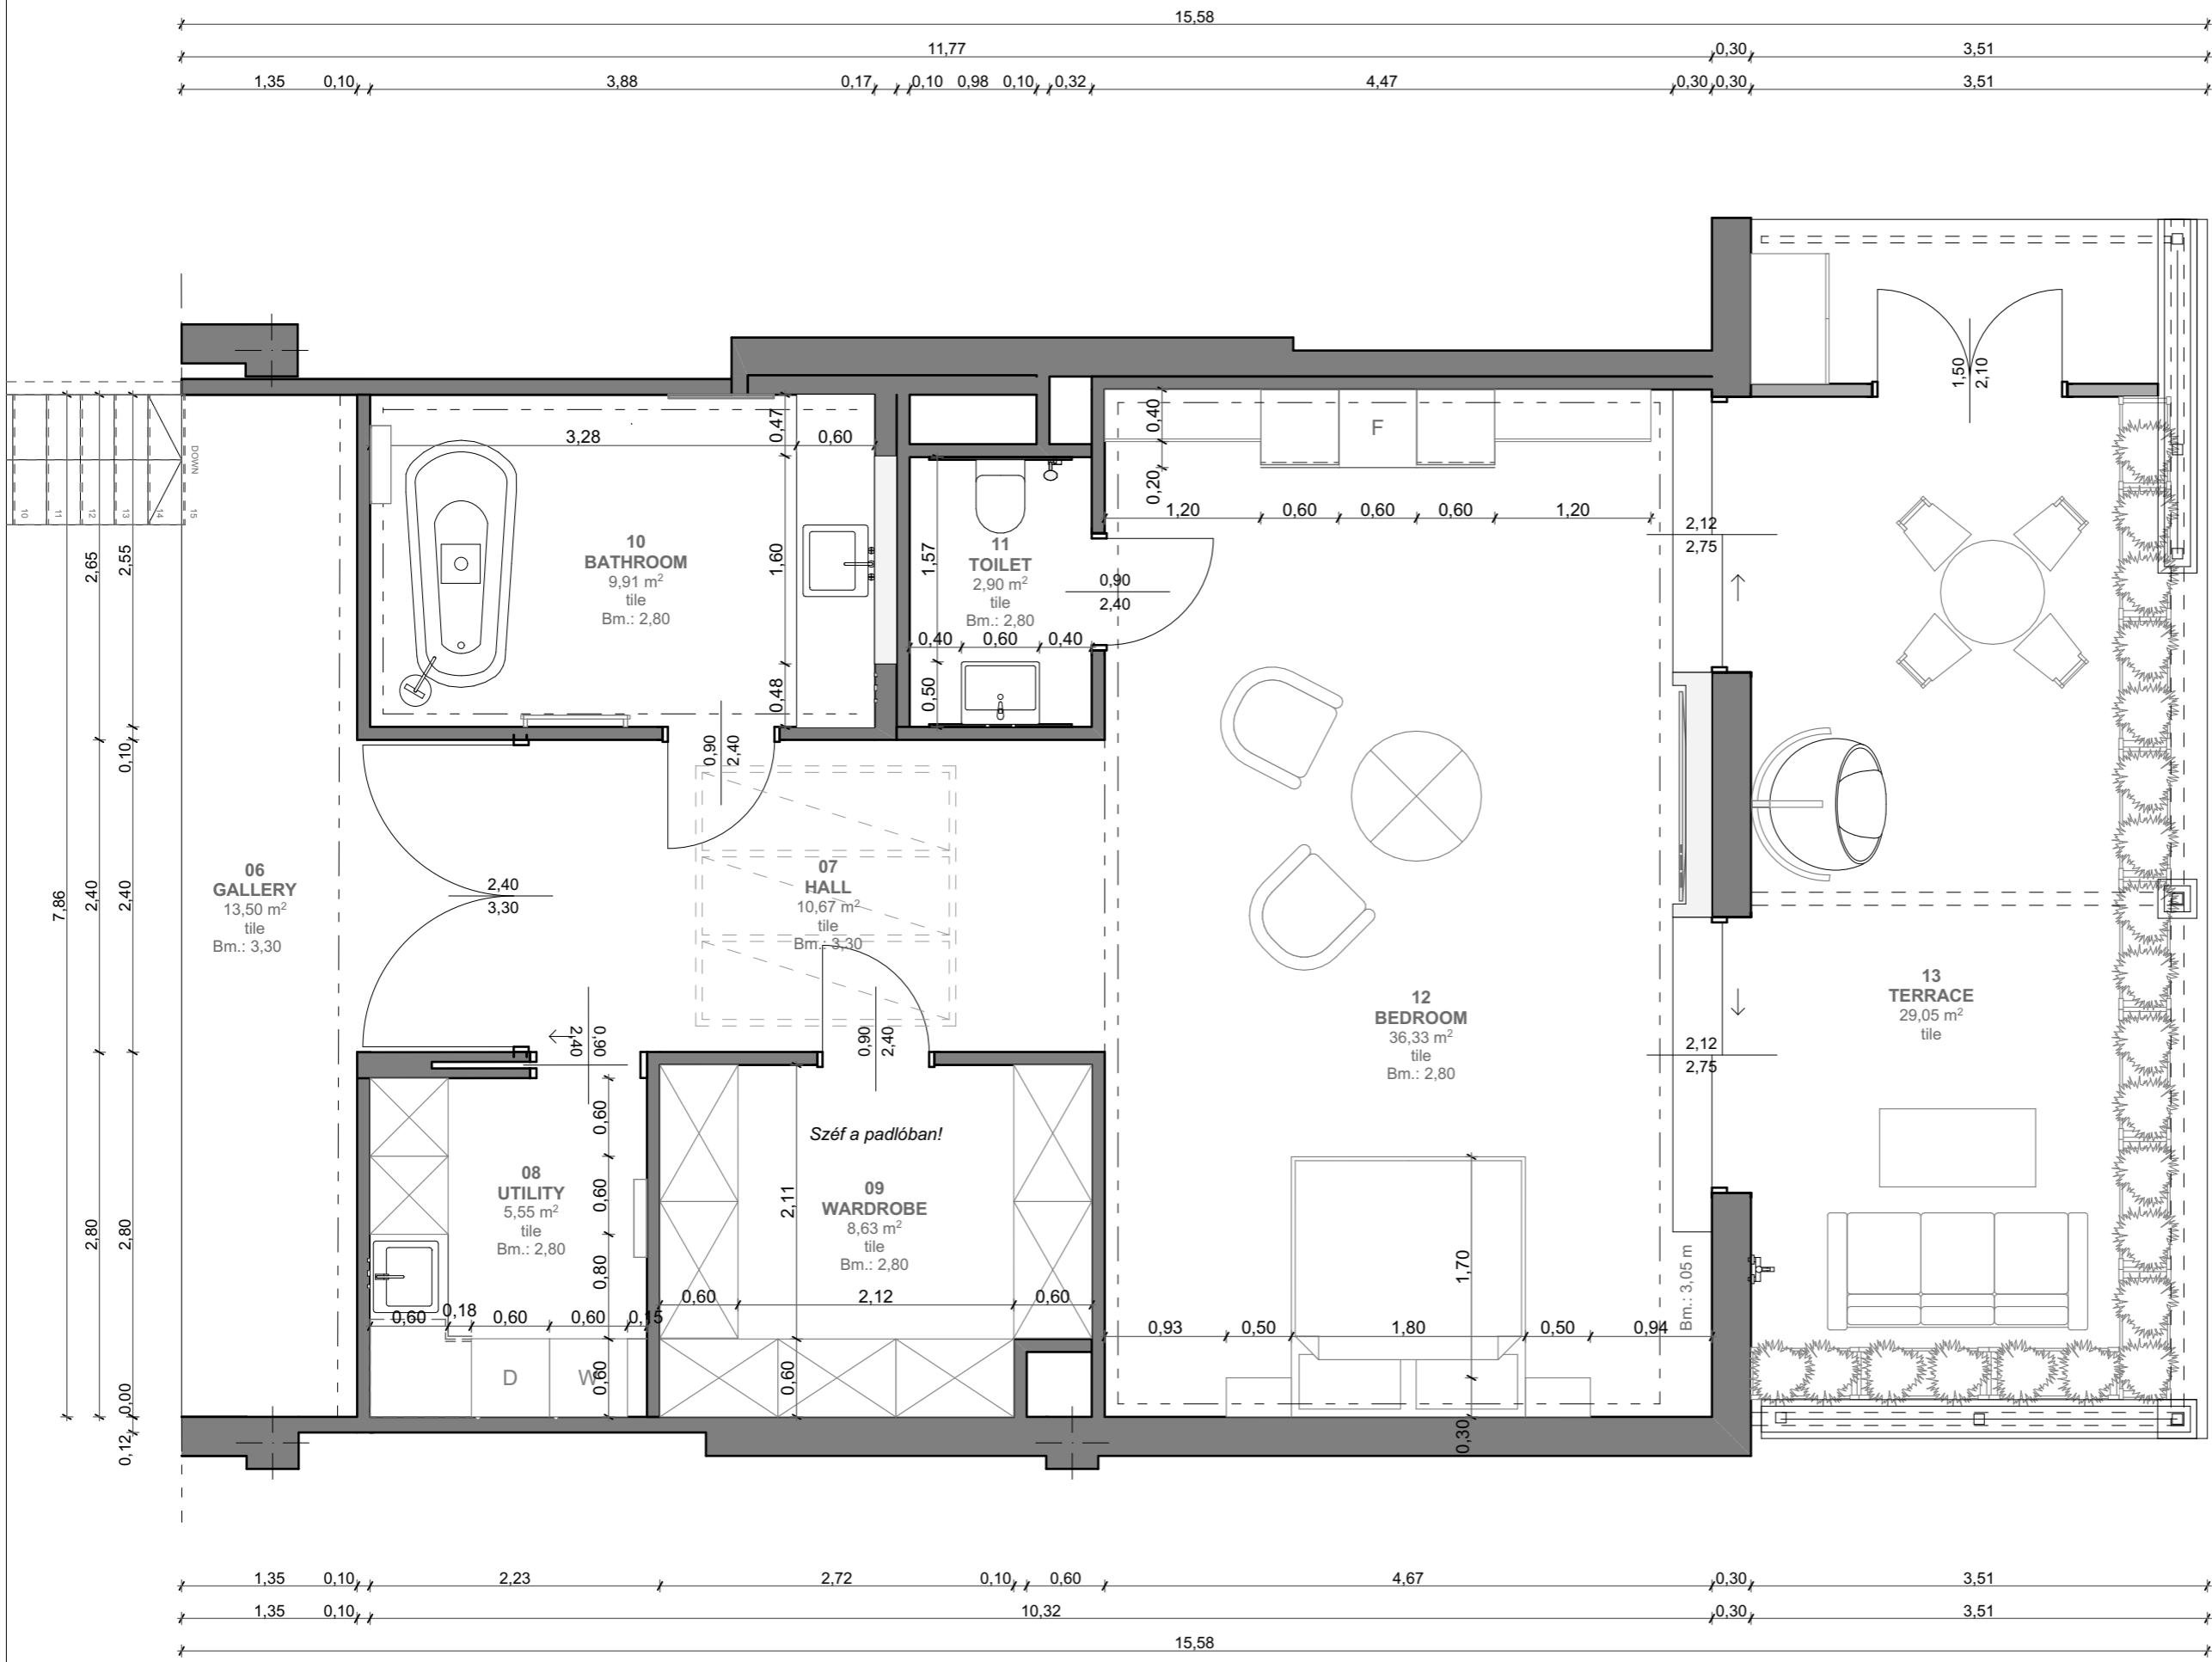 15,58
11,77 0,30 3,51
1,35 0,10 3,88 0,17 0,10 0,98 0,10 0,32 4,47 0,30 0,30 3,51
1,50
2,10
DOWN
10 11 12 13 14 15
7,86
2,65 2,40 2,80
2,55 0,10 2,40 2,80 0,00 0,12
3,28 0,60
0,47
1,60
0,48
10
BATHROOM
9,91 m²
tile
Bm.: 2,80
0,90
2,40
1,57
0,50
11
TOILET
2,90 m²
tile
Bm.: 2,80
0,40 0,60 0,40
0,90
2,40
0,40
0,20
F
1,20 0,60 0,60 0,60 1,20
2,12
2,75
06
GALLERY
13,50 m²
tile
Bm.: 3,30
2,40
3,30
07
HALL
10,67 m²
tile
Bm.: 3,30
0,90
2,40
0,90
2,40
12
BEDROOM
36,33 m²
tile
Bm.: 2,80
2,12
2,75
13
TERRACE
29,05 m²
tile
08
UTILITY
5,55 m²
tile
Bm.: 2,80
0,60
0,60
0,80
0,60
0,60 0,18 0,60 0,60 0,15
D W
Széf a padlóban!
09
WARDROBE
8,63 m²
tile
Bm.: 2,80
2,11
0,60
0,60 2,12 0,60
1,70
0,30
0,93 0,50 1,80 0,50 0,94
Bm.: 3,05 m
1,35 0,10 2,23 2,72 0,10 0,60 4,67 0,30 3,51
1,35 0,10 10,32 0,30 3,51
15,58